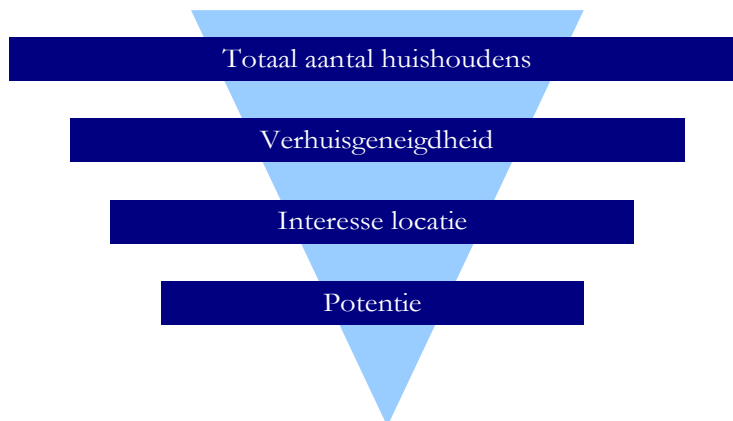 Totaal aantal huishoudens
Verhuisgeneigdheid
Interesse locatie
Potentie